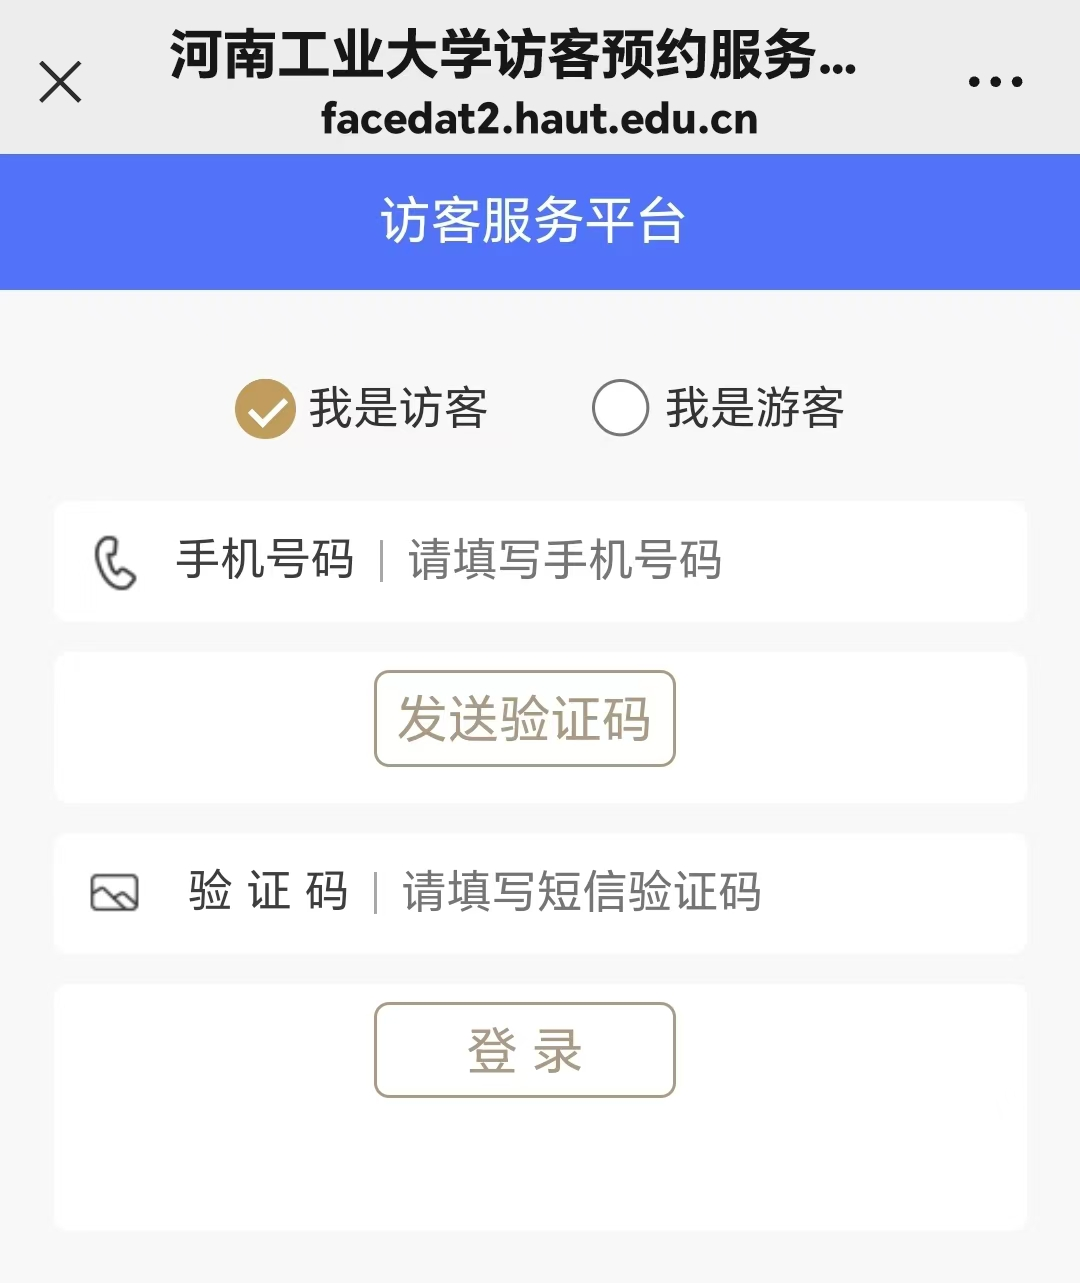 河南工业大学访客预约服务...
facedat2.haut.edu.cn
访客服务平台
我是访客 我是游客
手机号码 | 请填写手机号码
发送验证码
验 证 码 | 请填写短信验证码
登 录